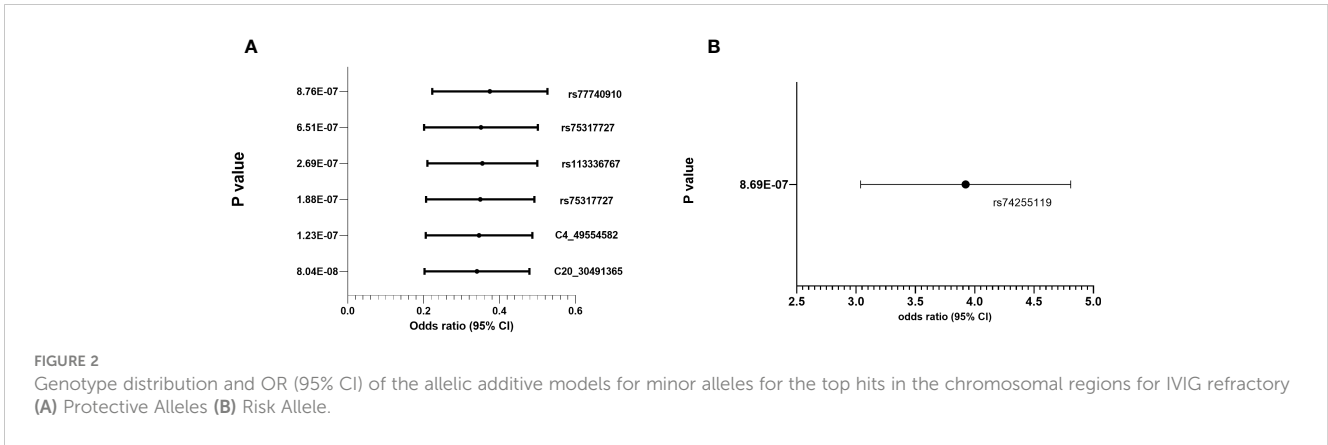 A
P value
8.76E-07
rs77740910
6.51E-07
rs75317727
2.69E-07
rs113336767
1.88E-07
rs75317727
1.23E-07
C4_49554582
8.04E-08
C20_30491365
0.0 0.2 0.4 0.6
Odds ratio (95% CI)
B
P value
8.69E-07
rs74255119
2.5 3.0 3.5 4.0 4.5 5.0
odds ratio (95% CI)
FIGURE 2
Genotype distribution and OR (95% CI) of the allelic additive models for minor alleles for the top hits in the chromosomal regions for IVIG refractory
(A) Protective Alleles (B) Risk Allele.